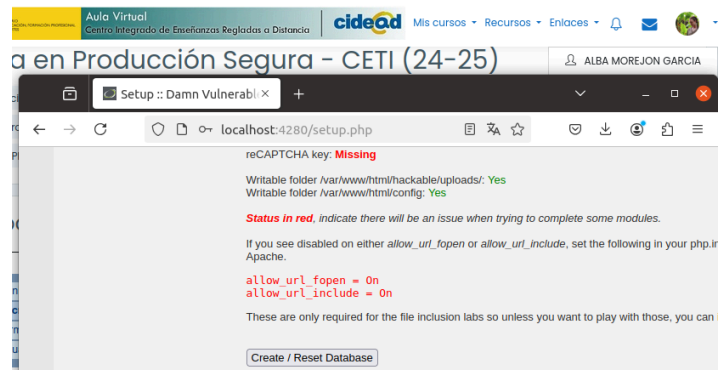 Aula Virtual
Centro Integrado de Enseñanzas Regladas a Distancia
cidead
Mis cursos Recursos Enlaces
a en Producción Segura - CETI (24-25)
ALBA MOREJON GARCIA
Setup :: Damn Vulnerabl
localhost:4280/setup.php
reCAPTCHA key: Missing
Writable folder /var/www/html/hackable/uploads/: Yes
Writable folder /var/www/html/config: Yes
Status in red, indicate there will be an issue when trying to complete some modules.
If you see disabled on either allow_url_fopen or allow_url_include, set the following in your php.i
Apache.
allow_url_fopen = On
allow_url_include = On
These are only required for the file inclusion labs so unless you want to play with those, you can
Create / Reset Database